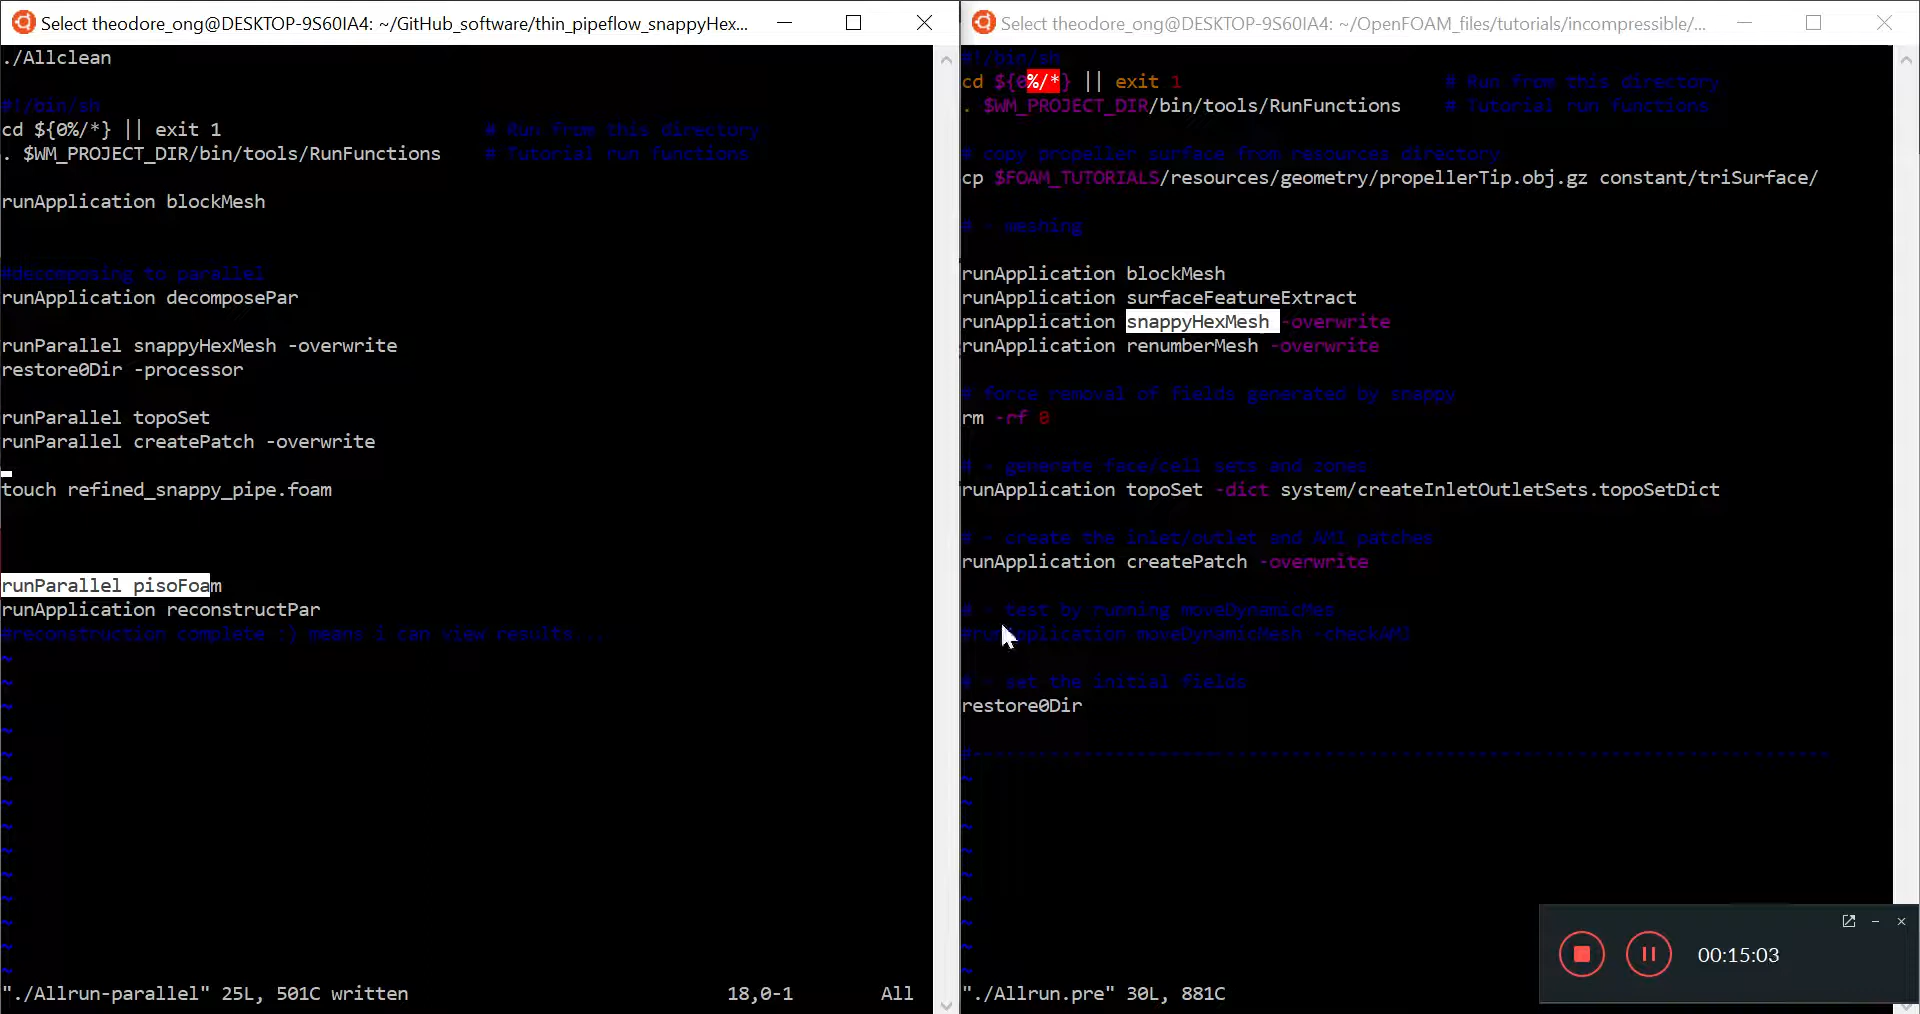 Select theodore_ong@DESKTOP-9S60IA4: ~/GitHub_software/thin_pipeflow_snappyHex...
./Allclean
#!/bin/sh
cd ${0%/*} || exit 1 # Run from this directory
. $WM_PROJECT_DIR/bin/tools/RunFunctions # Tutorial run functions
runApplication blockMesh
#decomposing to parallel
runApplication decomposePar
runParallel snappyHexMesh -overwrite
restore0Dir -processor
runParallel topoSet
runParallel createPatch -overwrite
touch refined_snappy_pipe.foam
runParallel pisoFoam
runApplication reconstructPar
#reconstruction complete :) means i can view results...
~
~
~
~
~
~
~
~
~
~
~
~
~
~
"./Allrun-parallel" 25L, 501C written 18,0-1 All
Select theodore_ong@DESKTOP-9S60IA4: ~/OpenFOAM_files/tutorials/incompressible/...
#!/bin/sh
cd ${0%/*} || exit 1 # Run from this directory
. $WM_PROJECT_DIR/bin/tools/RunFunctions # Tutorial run functions
# copy propeller surface from resources directory
cp $FOAM_TUTORIALS/resources/geometry/propellerTip.obj.gz constant/triSurface/
# - meshing
runApplication blockMesh
runApplication surfaceFeatureExtract
runApplication snappyHexMesh -overwrite
runApplication renumberMesh -overwrite
# force removal of fields generated by snappy
rm -rf 0
# - generate face/cell sets and zones
runApplication topoSet -dict system/createInletOutletSets.topoSetDict
# - create the inlet/outlet and AMI patches
runApplication createPatch -overwrite
# - test by running moveDynamicMes
#runApplication moveDynamicMesh -checkAMI
# - set the initial fields
restore0Dir
#------------------------------------------------------------------------------
~
~
~
~
~
~
~
~
~
"./Allrun.pre" 30L, 881C
00:15:03